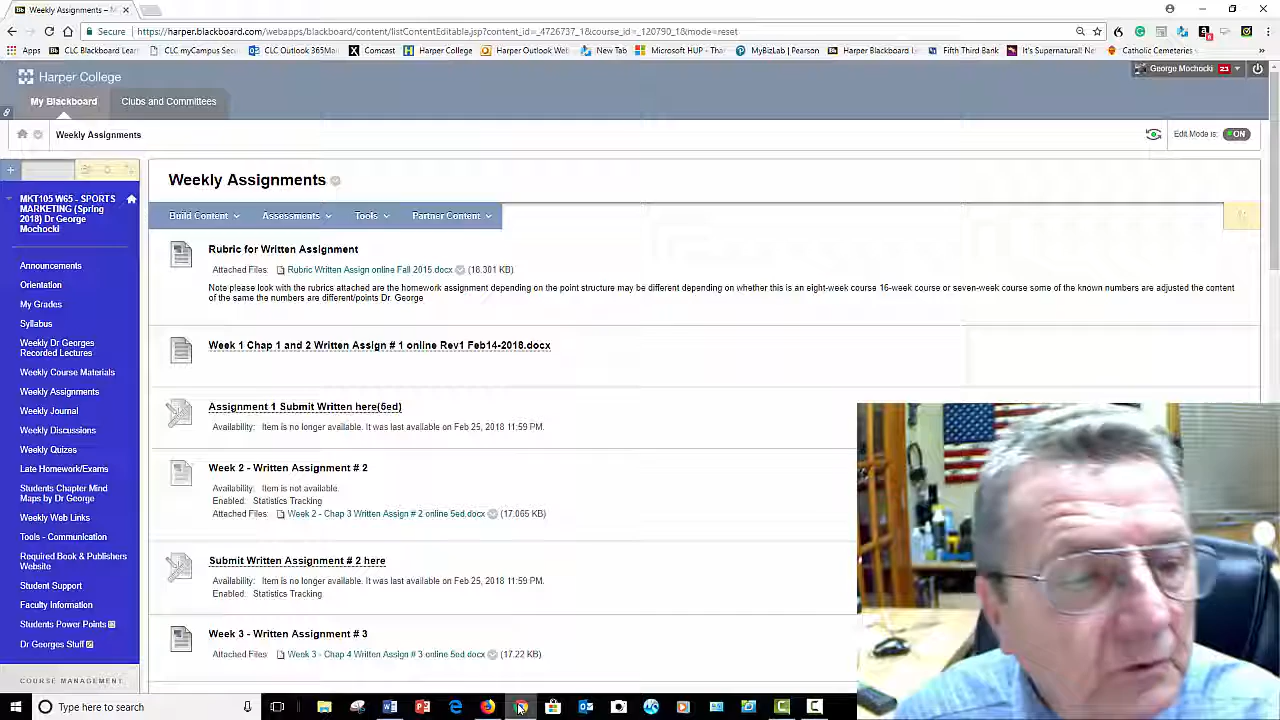 Weekly Assignments –
Secure
https://harper.blackboard.com/webapps/blackboard/content/listContentEditable.jsp?content_id=_4726737_1&course_id=_120790_1&mode=reset
Apps
CLC Blackboard Lear
CLC myCampus Sec
CLC Outlook 365Mai
Comcast
Harper College
Harper Outlook We
New Tab
Microsoft HUP - Th
MyBizLab | Pearson
Harper Blackboard L
Fifth Third Bank
It's Supernatural! Ne
Catholic Cemeteries
Harper College
George Mochocki 23
My Blackboard
Clubs and Committees
Weekly Assignments
Edit Mode is: ON
MKT105 W65 - SPORTS
MARKETING (Spring
2018) Dr George
Mochocki
Announcements
Orientation
My Grades
Syllabus
Weekly Dr Georges
Recorded Lectures
Weekly Course Materials
Weekly Assignments
Weekly Journal
Weekly Discussions
Weekly Quizes
Late Homework/Exams
Students Chapter Mind
Maps by Dr George
Weekly Web Links
Tools - Communication
Required Book & Publishers
Website
Student Support
Faculty Information
Students Power Points
Dr Georges Stuff
COURSE MANAGEMENT
Weekly Assignments
Build Content
Assessments
Tools
Partner Content
Rubric for Written Assignment
Attached Files: Rubric Written Assign online Fall 2015.docx (18.301 KB)
Note please look with the rubrics attached are the homework assignment depending on the point structure may be different depending on whether this is an eight-week course 16-week course or seven-week course some of the known numbers are adjusted the content
of the same the numbers are different/points Dr. George
Week 1 Chap 1 and 2 Written Assign # 1 online Rev1 Feb14-2018.docx
Assignment 1 Submit Written here(5ed)
Availability: Item is no longer available. It was last available on Feb 25, 2018 11:59 PM.
Week 2 - Written Assignment # 2
Availability: Item is not available.
Enabled: Statistics Tracking
Attached Files: Week 2 - Chap 3 Written Assign # 2 online 5ed.docx (17.065 KB)
Submit Written Assignment # 2 here
Availability: Item is no longer available. It was last available on Feb 25, 2018 11:59 PM.
Enabled: Statistics Tracking
Week 3 - Written Assignment # 3
Attached Files: Week 3 - Chap 4 Written Assign # 3 online 5ed.docx (17.22 KB)
Type here to search